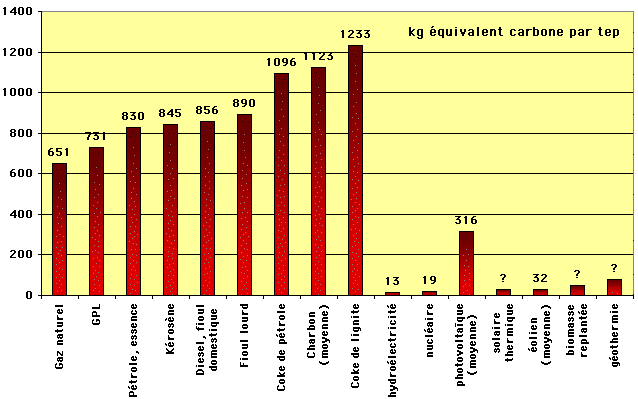 kg équivalent carbone par tep
1400
1200
1000
800
600
400
200
0
651
731
830
845
856
890
1096
1123
1233
13
19
316
?
32
?
?
Gaz naturel
GPL
Pétrole, essence
Kérosène
Diesel, fioul
domestique
Fioul lourd
Coke de pétrole
Charbon
(moyenne)
Coke de lignite
hydroélectricité
nucléaire
photovoltaïque
(moyenne)
solaire
thermique
éolien
(moyenne)
biomasse
replantée
géothermie